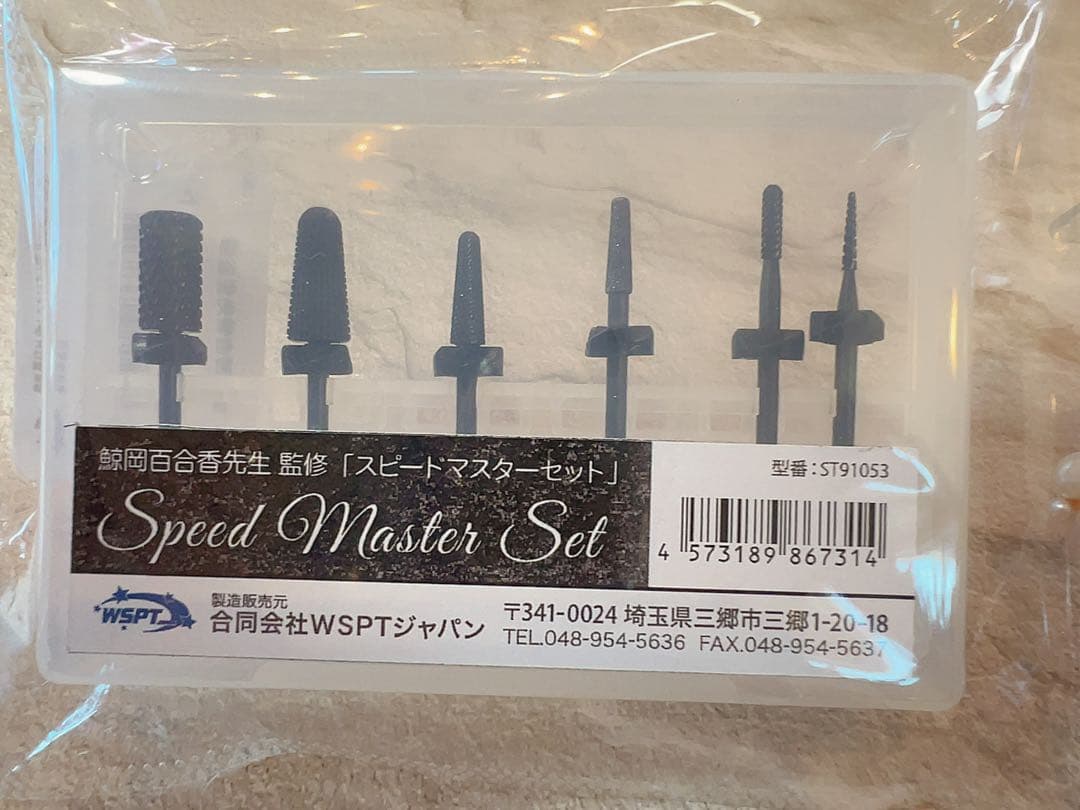 鯨岡百合香先生 監修「スピードマスターセット」
Speed Master Set
型番：ST91053
4 573189 867314
WSPT
製造販売元
合同会社WSPTジャパン
〒341-0024 埼玉県三郷市三郷1-20-18
TEL.048-954-5636 FAX.048-954-5637